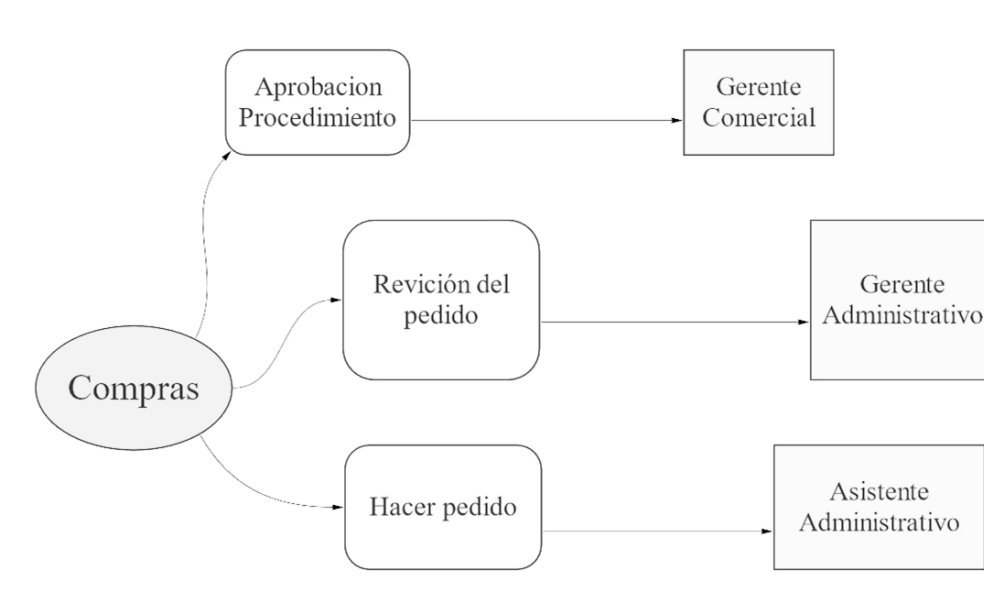 Aprobacion
Procedimiento
Gerente
Comercial
Revición del
pedido
Gerente
Administrativo
Compras
Hacer pedido
Asistente
Administrativo